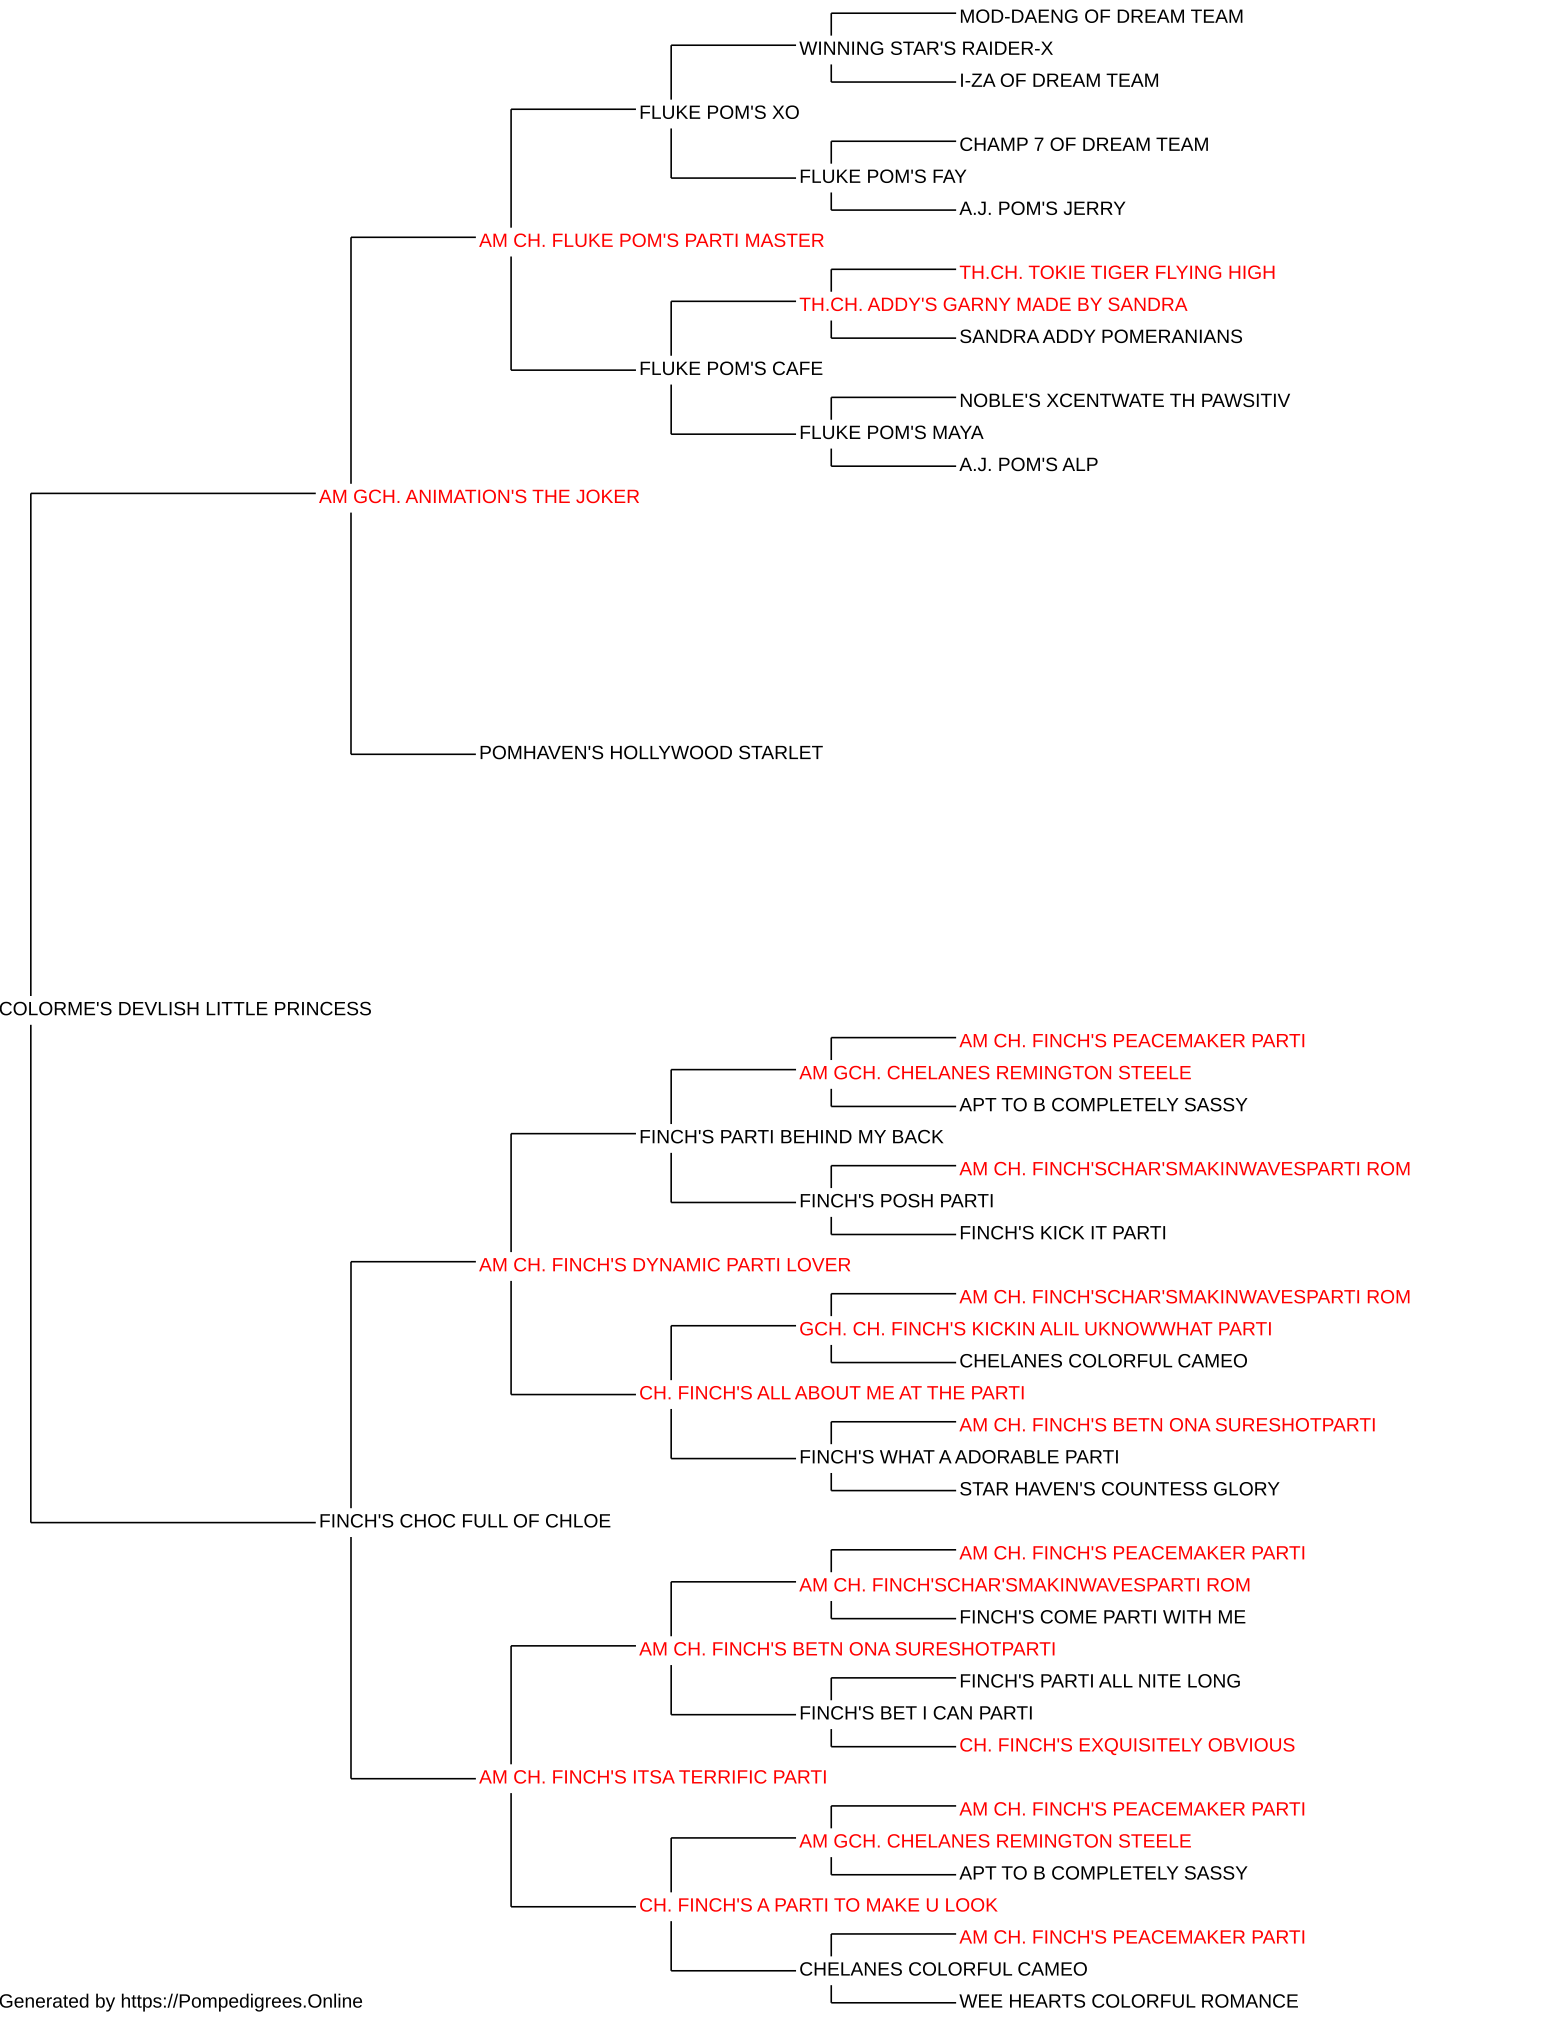 MOD-DAENG OF DREAM TEAM
WINNING STAR'S RAIDER-X
I-ZA OF DREAM TEAM
FLUKE POM'S XO
CHAMP 7 OF DREAM TEAM
FLUKE POM'S FAY
A.J. POM'S JERRY
AM CH. FLUKE POM'S PARTI MASTER
TH.CH. TOKIE TIGER FLYING HIGH
TH.CH. ADDY'S GARNY MADE BY SANDRA
SANDRA ADDY POMERANIANS
FLUKE POM'S CAFE
NOBLE'S XCENTWATE TH PAWSITIV
FLUKE POM'S MAYA
A.J. POM'S ALP
AM GCH. ANIMATION'S THE JOKER
POMHAVEN'S HOLLYWOOD STARLET
COLORME'S DEVLISH LITTLE PRINCESS
AM CH. FINCH'S PEACEMAKER PARTI
AM GCH. CHELANES REMINGTON STEELE
APT TO B COMPLETELY SASSY
FINCH'S PARTI BEHIND MY BACK
AM CH. FINCH'SCHAR'SMAKINWAVESPARTI ROM
FINCH'S POSH PARTI
FINCH'S KICK IT PARTI
AM CH. FINCH'S DYNAMIC PARTI LOVER
AM CH. FINCH'SCHAR'SMAKINWAVESPARTI ROM
GCH. CH. FINCH'S KICKIN ALIL UKNOWWHAT PARTI
CHELANES COLORFUL CAMEO
CH. FINCH'S ALL ABOUT ME AT THE PARTI
AM CH. FINCH'S BETN ONA SURESHOTPARTI
FINCH'S WHAT A ADORABLE PARTI
STAR HAVEN'S COUNTESS GLORY
FINCH'S CHOC FULL OF CHLOE
AM CH. FINCH'S PEACEMAKER PARTI
AM CH. FINCH'SCHAR'SMAKINWAVESPARTI ROM
FINCH'S COME PARTI WITH ME
AM CH. FINCH'S BETN ONA SURESHOTPARTI
FINCH'S PARTI ALL NITE LONG
FINCH'S BET I CAN PARTI
CH. FINCH'S EXQUISITELY OBVIOUS
AM CH. FINCH'S ITSA TERRIFIC PARTI
AM CH. FINCH'S PEACEMAKER PARTI
AM GCH. CHELANES REMINGTON STEELE
APT TO B COMPLETELY SASSY
CH. FINCH'S A PARTI TO MAKE U LOOK
AM CH. FINCH'S PEACEMAKER PARTI
CHELANES COLORFUL CAMEO
WEE HEARTS COLORFUL ROMANCE
Generated by https://Pompedigrees.Online